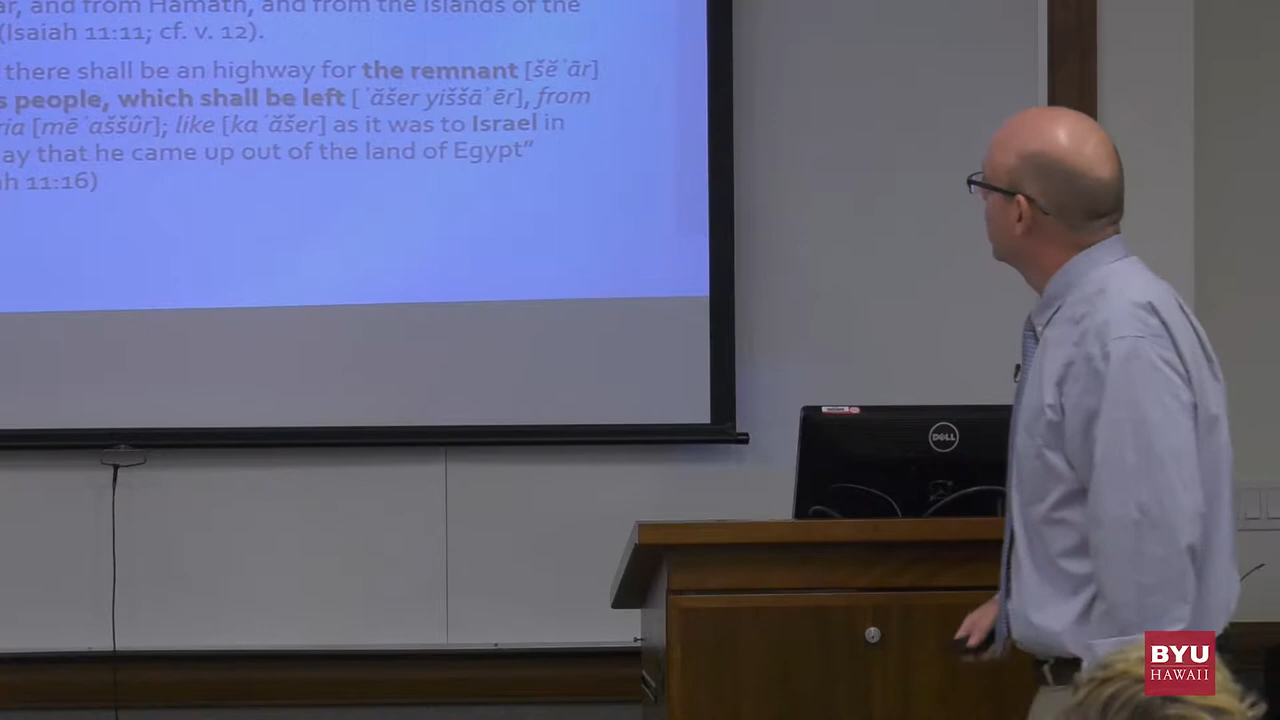 ar, and from Hamath, and from the islands of the
(Isaiah 11:11; cf. v. 12).
there shall be an highway for the remnant [šĕʾār]
s people, which shall be left [ʾăšer yiššāʾēr], from
ria [mēʾaššûr]; like [kaʾăšer] as it was to Israel in
ay that he came up out of the land of Egypt”
h 11:16)
DELL
BYU
HAWAII